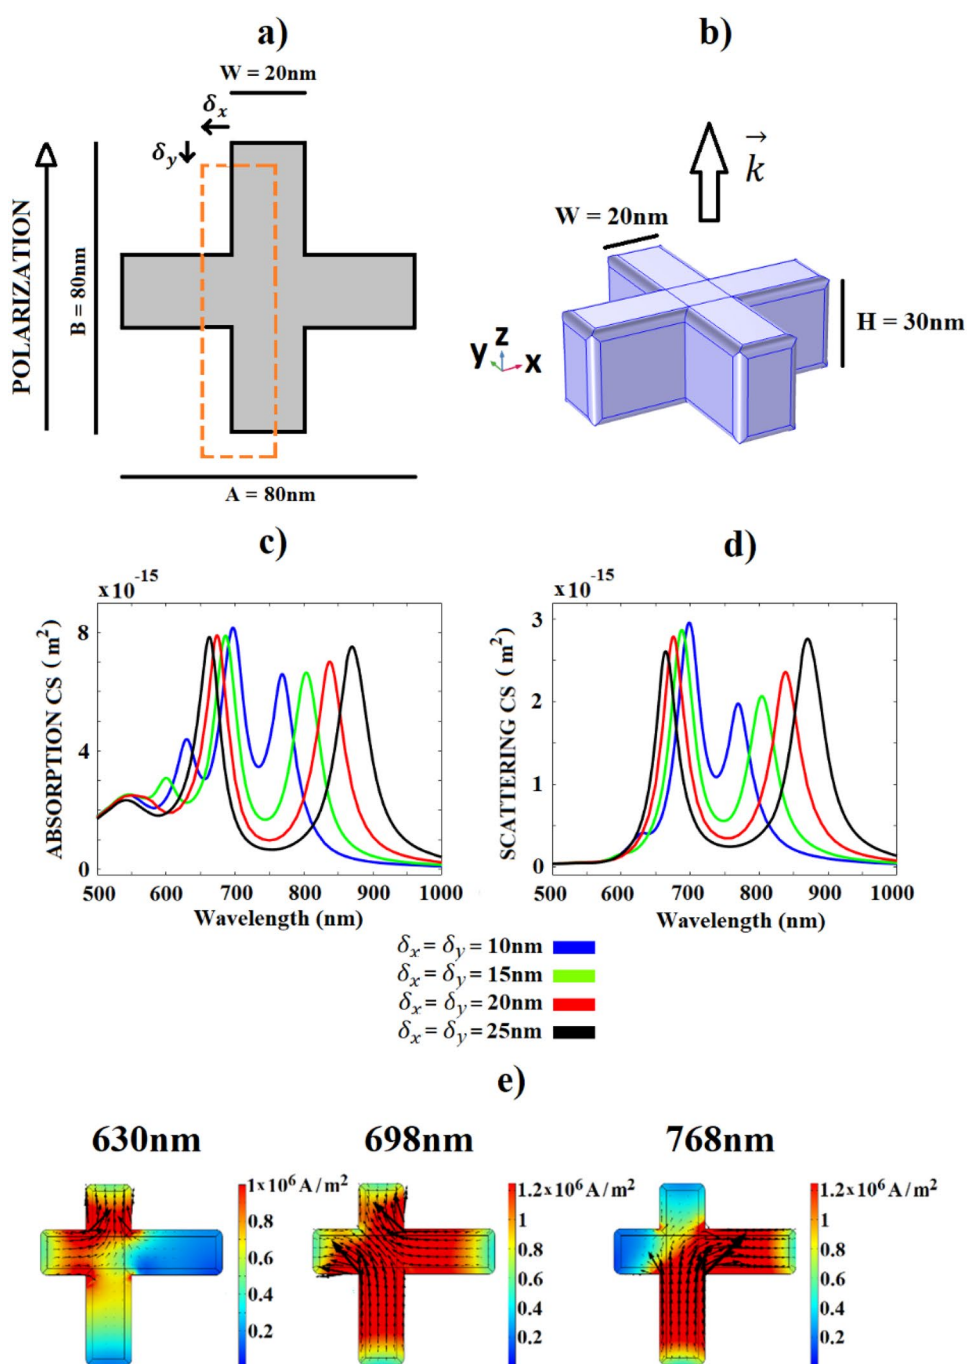 a)
W = 20nm
δx
δy
POLARIZATION
B = 80nm
A = 80nm
b)
k
W = 20nm
H = 30nm
y z x
c)
x10^-15
8
4
0
ABSORPTION CS ( m²)
500 600 700 800 900 1000
Wavelength (nm)
d)
x10^-15
3
2
1
0
SCATTERING CS ( m²)
500 600 700 800 900 1000
Wavelength (nm)
δx = δy = 10nm
δx = δy = 15nm
δx = δy = 20nm
δx = δy = 25nm
e)
630nm
1x10⁶ A/m²
0.8
0.6
0.4
0.2
698nm
1.2x10⁶ A/m²
1
0.8
0.6
0.4
0.2
768nm
1.2x10⁶ A/m²
1
0.8
0.6
0.4
0.2